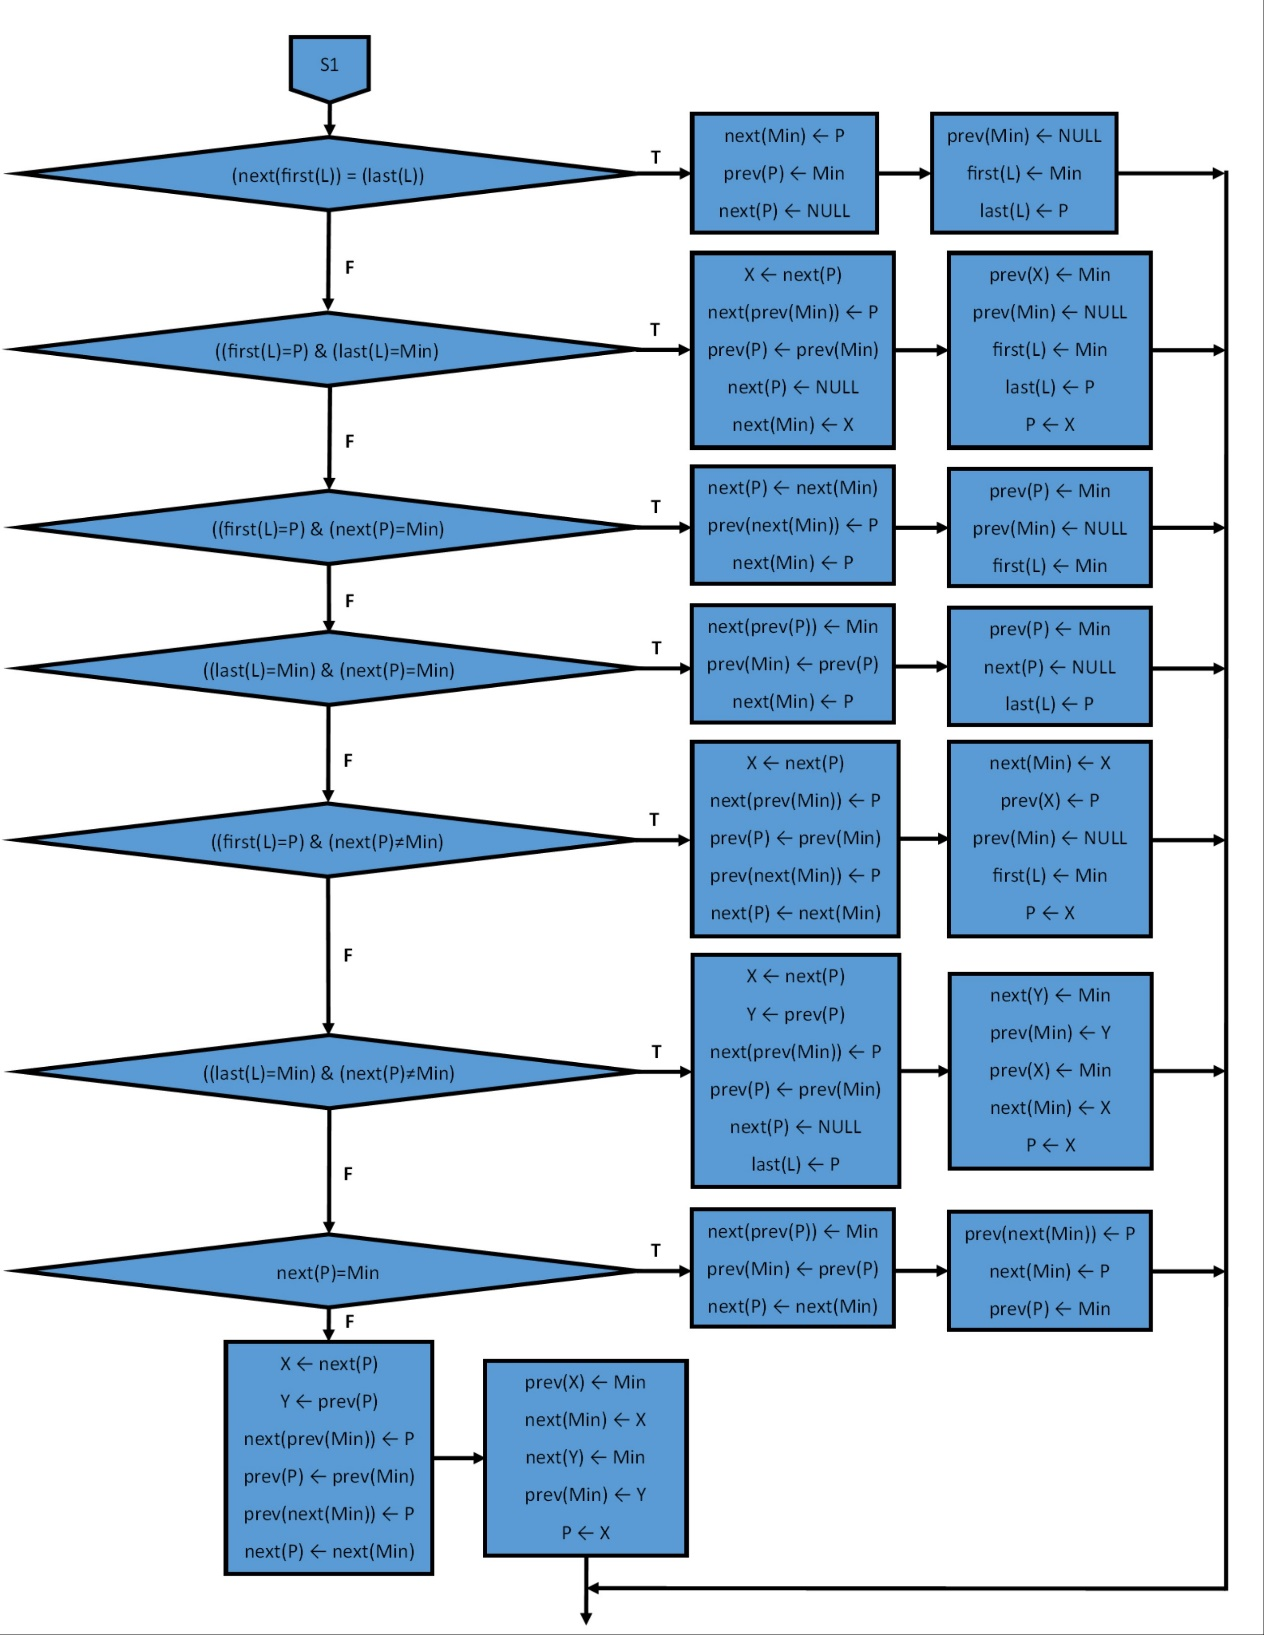 S1
(next(first(L)) = (last(L))
T
next(Min) ← P
prev(P) ← Min
next(P) ← NULL
prev(Min) ← NULL
first(L) ← Min
last(L) ← P
F
((first(L)=P) & (last(L)=Min)
T
X ← next(P)
next(prev(Min)) ← P
prev(P) ← prev(Min)
next(P) ← NULL
next(Min) ← X
prev(X) ← Min
prev(Min) ← NULL
first(L) ← Min
last(L) ← P
P ← X
F
((first(L)=P) & (next(P)=Min)
T
next(P) ← next(Min)
prev(next(Min)) ← P
next(Min) ← P
prev(P) ← Min
prev(Min) ← NULL
first(L) ← Min
F
((last(L)=Min) & (next(P)=Min)
T
next(prev(P)) ← Min
prev(Min) ← prev(P)
next(Min) ← P
prev(P) ← Min
next(P) ← NULL
last(L) ← P
F
((first(L)=P) & (next(P)≠Min)
T
X ← next(P)
next(prev(Min)) ← P
prev(P) ← prev(Min)
prev(next(Min)) ← P
next(P) ← next(Min)
next(Min) ← X
prev(X) ← P
prev(Min) ← NULL
first(L) ← Min
P ← X
F
((last(L)=Min) & (next(P)≠Min)
T
X ← next(P)
Y ← prev(P)
next(prev(Min)) ← P
prev(P) ← prev(Min)
next(P) ← NULL
last(L) ← P
next(Y) ← Min
prev(Min) ← Y
prev(X) ← Min
next(Min) ← X
P ← X
F
next(P)=Min
T
next(prev(P)) ← Min
prev(Min) ← prev(P)
next(P) ← next(Min)
prev(next(Min)) ← P
next(Min) ← P
prev(P) ← Min
F
X ← next(P)
Y ← prev(P)
next(prev(Min)) ← P
prev(P) ← prev(Min)
prev(next(Min)) ← P
next(P) ← next(Min)
prev(X) ← Min
next(Min) ← X
next(Y) ← Min
prev(Min) ← Y
P ← X